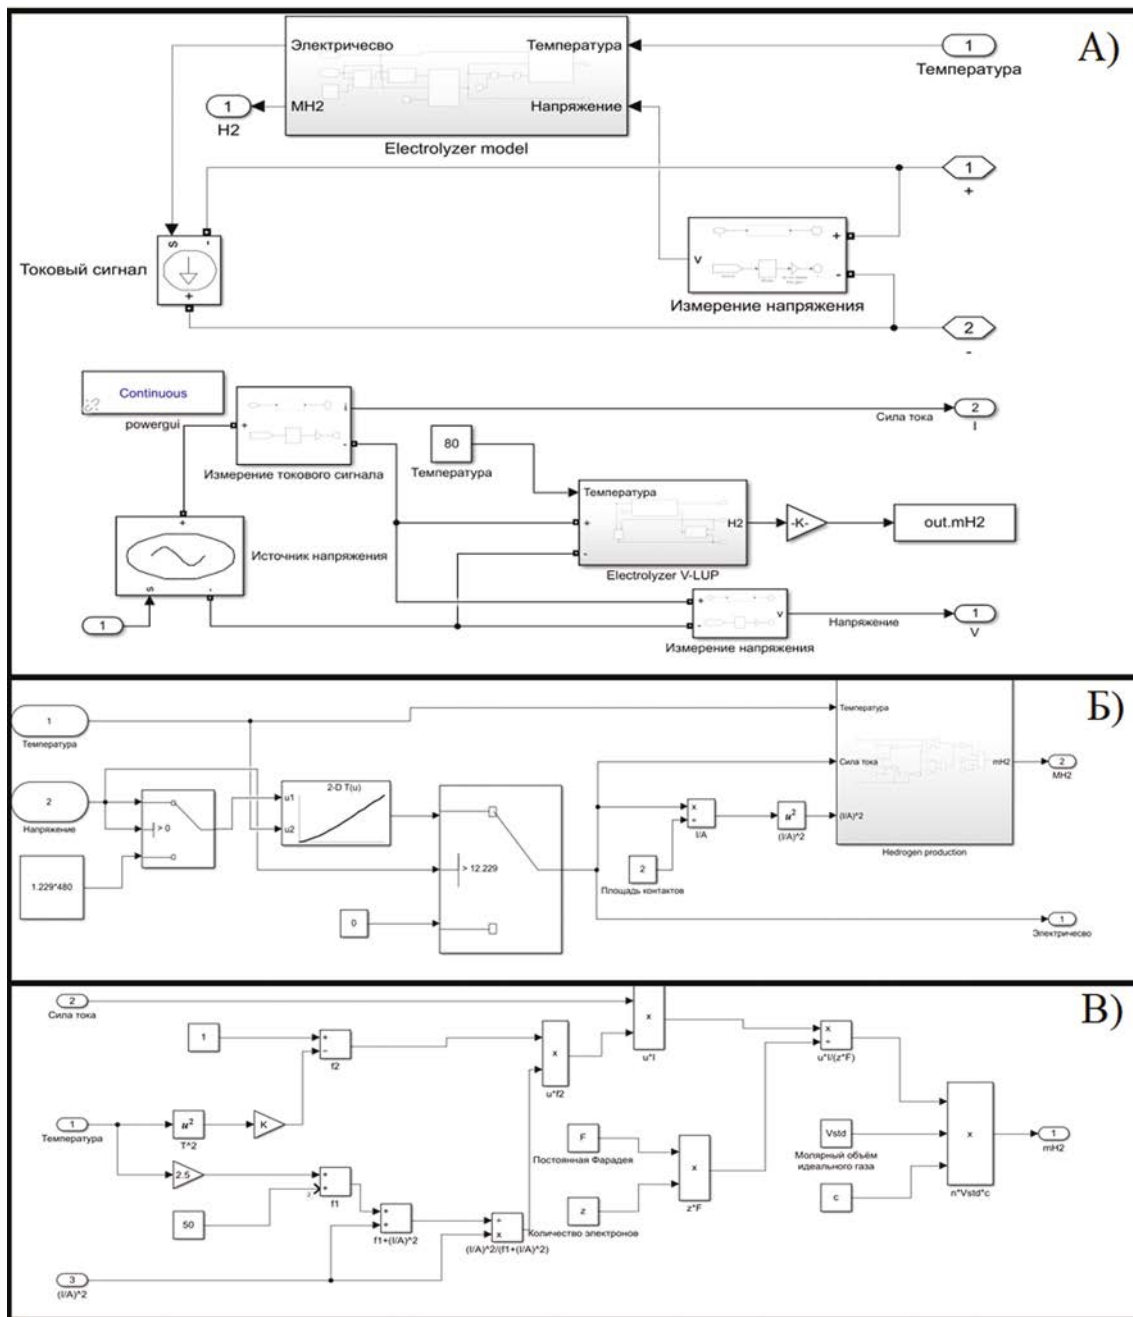 А)
Электричесво
Температура
1
Температура
MH2
Напряжение
1
H2
Electrolyzer model
1
+
s
-
+
Токовый сигнал
V
+
-
Измерение напряжения
2
-
Continuous
powergui
i
+
-
Измерение токового сигнала
80
Температура
Сила тока
2
I
Температура
+
-
H2
Electrolyzer V-LUP
-K-
out.mH2
+
s
-
Источник напряжения
1
+
-
v
Измерение напряжения
Напряжение
1
V
Б)
1
Температура
2
Напряжение
> 0
1.229*480
2-D T(u)
u1
u2
> 12.229
0
x
÷
I/A
u²
(I/A)^2
2
Площадь контактов
Температура
Сила тока
mH2
(I/A)^2
Hedrogen production
2
MH2
1
Электричесво
В)
2
Сила тока
1
+
−
f2
x
u*f2
x
u*I
x
÷
u*I/(z*F)
1
Температура
u²
T^2
K
2.5
50
+
+
f1
+
+
f1+(I/A)^2
÷
x
(I/A)^2/(f1+(I/A)^2)
3
(I/A)^2
F
Постоянная Фарадея
z
Количество электронов
x
z*F
Vstd
Молярный объём
идеального газа
c
x
n*Vstd*c
1
mH2